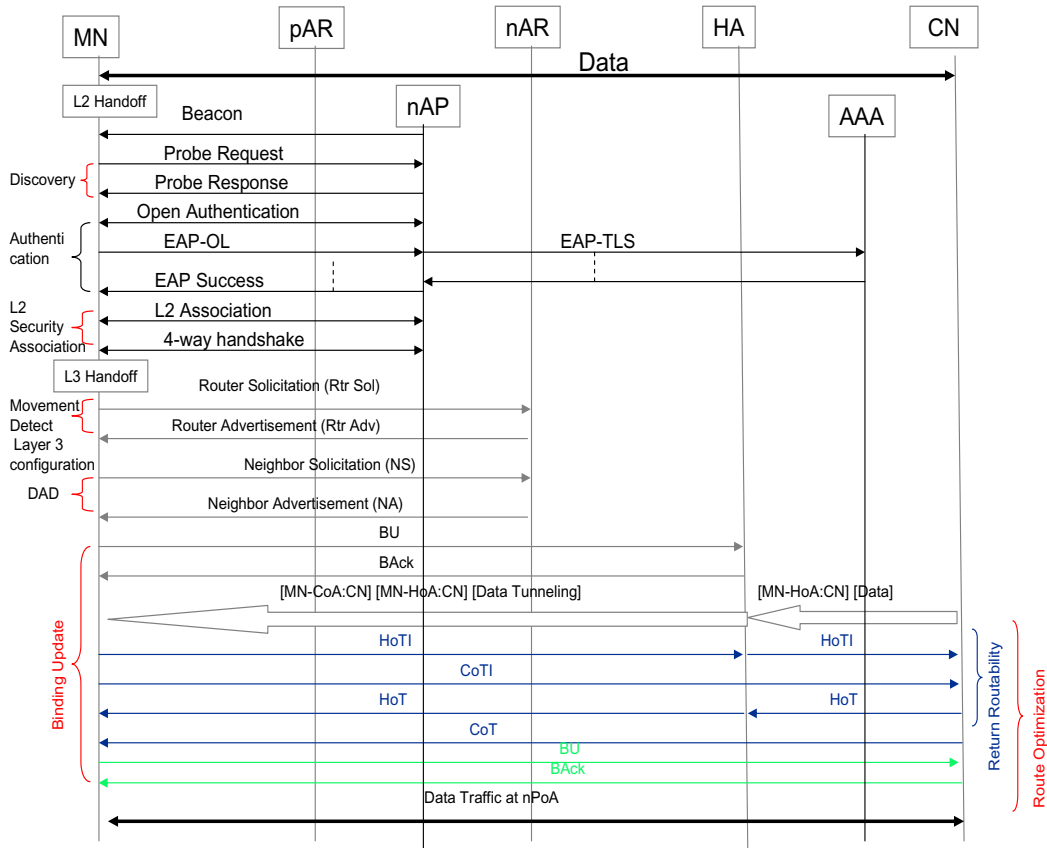 MN
pAR
nAR
HA
CN
Data
L2 Handoff
nAP
AAA
Beacon
Probe Request
Discovery
Probe Response
Open Authentication
Authenti
cation
EAP-OL
EAP-TLS
EAP Success
L2
Security
Association
L2 Association
4-way handshake
L3 Handoff
Router Solicitation (Rtr Sol)
Movement
Detect
Router Advertisement (Rtr Adv)
Layer 3
configuration
Neighbor Solicitation (NS)
DAD
Neighbor Advertisement (NA)
BU
BAck
[MN-CoA:CN] [MN-HoA:CN] [Data Tunneling]
[MN-HoA:CN] [Data]
HoTI
HoTI
CoTI
HoT
HoT
CoT
BU
BAck
Binding Update
Return Routability
Route Optimization
Data Traffic at nPoA